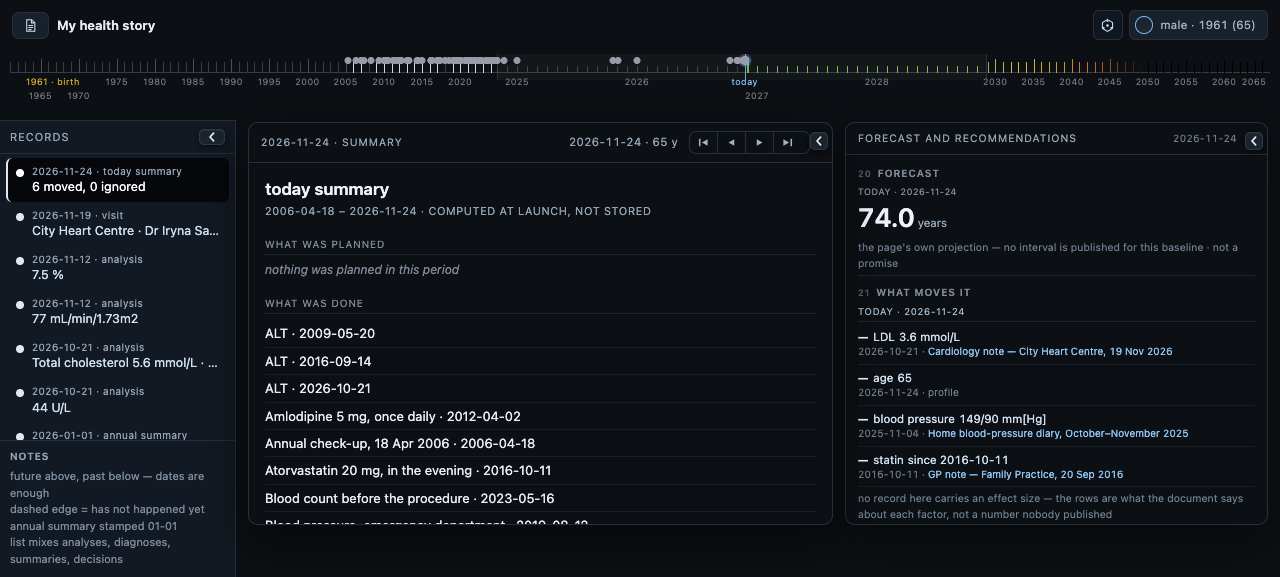 My health story
male · 1961 (65)
1961 · birth 1975 1980 1985 1990 1995 2000 2005 2010 2015 2020 2025 2026 today 2028 2030 2035 2040 2045 2050 2055 2060 2065
1965 1970 2027
RECORDS
2026-11-24 · today summary
6 moved, 0 ignored
2026-11-19 · visit
City Heart Centre · Dr Iryna Sa...
2026-11-12 · analysis
7.5 %
2026-11-12 · analysis
77 mL/min/1.73m2
2026-10-21 · analysis
Total cholesterol 5.6 mmol/L · ...
2026-10-21 · analysis
44 U/L
2026-01-01 · annual summary
NOTES
future above, past below — dates are
enough
dashed edge = has not happened yet
annual summary stamped 01-01
list mixes analyses, diagnoses,
summaries, decisions
2026-11-24 · SUMMARY
2026-11-24 · 65 y
today summary
2006-04-18 – 2026-11-24 · COMPUTED AT LAUNCH, NOT STORED
WHAT WAS PLANNED
nothing was planned in this period
WHAT WAS DONE
ALT · 2009-05-20
ALT · 2016-09-14
ALT · 2026-10-21
Amlodipine 5 mg, once daily · 2012-04-02
Annual check-up, 18 Apr 2006 · 2006-04-18
Atorvastatin 20 mg, in the evening · 2016-10-11
Blood count before the procedure · 2023-05-16
Blood pressure, emergency department · 2019-08-12
FORECAST AND RECOMMENDATIONS
2026-11-24
20 FORECAST
TODAY · 2026-11-24
74.0 years
the page's own projection — no interval is published for this baseline · not a
promise
21 WHAT MOVES IT
TODAY · 2026-11-24
— LDL 3.6 mmol/L
2026-10-21 · Cardiology note — City Heart Centre, 19 Nov 2026
— age 65
2026-11-24 · profile
— blood pressure 149/90 mm[Hg]
2025-11-04 · Home blood-pressure diary, October–November 2025
— statin since 2016-10-11
2016-10-11 · GP note — Family Practice, 20 Sep 2016
no record here carries an effect size — the rows are what the document says
about each factor, not a number nobody published